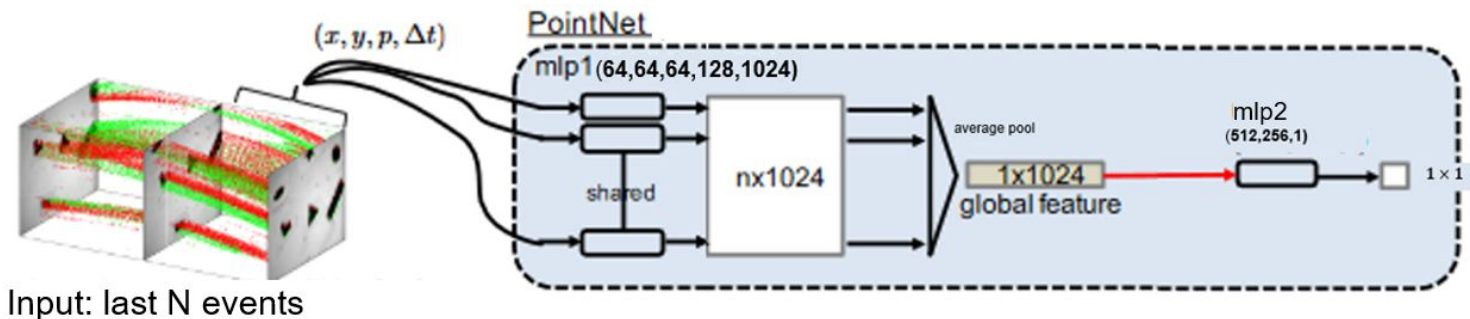 (x, y, p, Δt)
PointNet
mlp1(64,64,64,128,1024)
shared
nx1024
average pool
1x1024
global feature
mlp2
(512,256,1)
1 × 1
Input: last N events